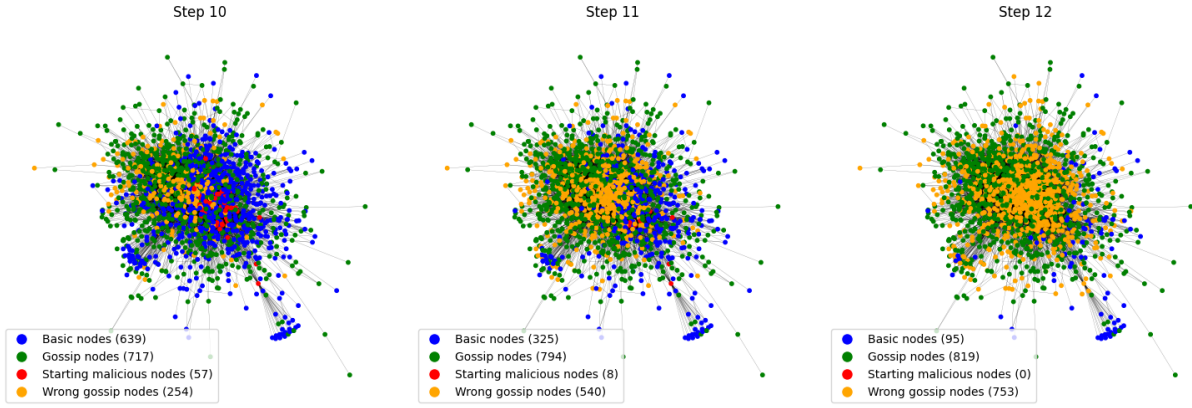 Step 10
Basic nodes (639)
Gossip nodes (717)
Starting malicious nodes (57)
Wrong gossip nodes (254)
Step 11
Basic nodes (325)
Gossip nodes (794)
Starting malicious nodes (8)
Wrong gossip nodes (540)
Step 12
Basic nodes (95)
Gossip nodes (819)
Starting malicious nodes (0)
Wrong gossip nodes (753)